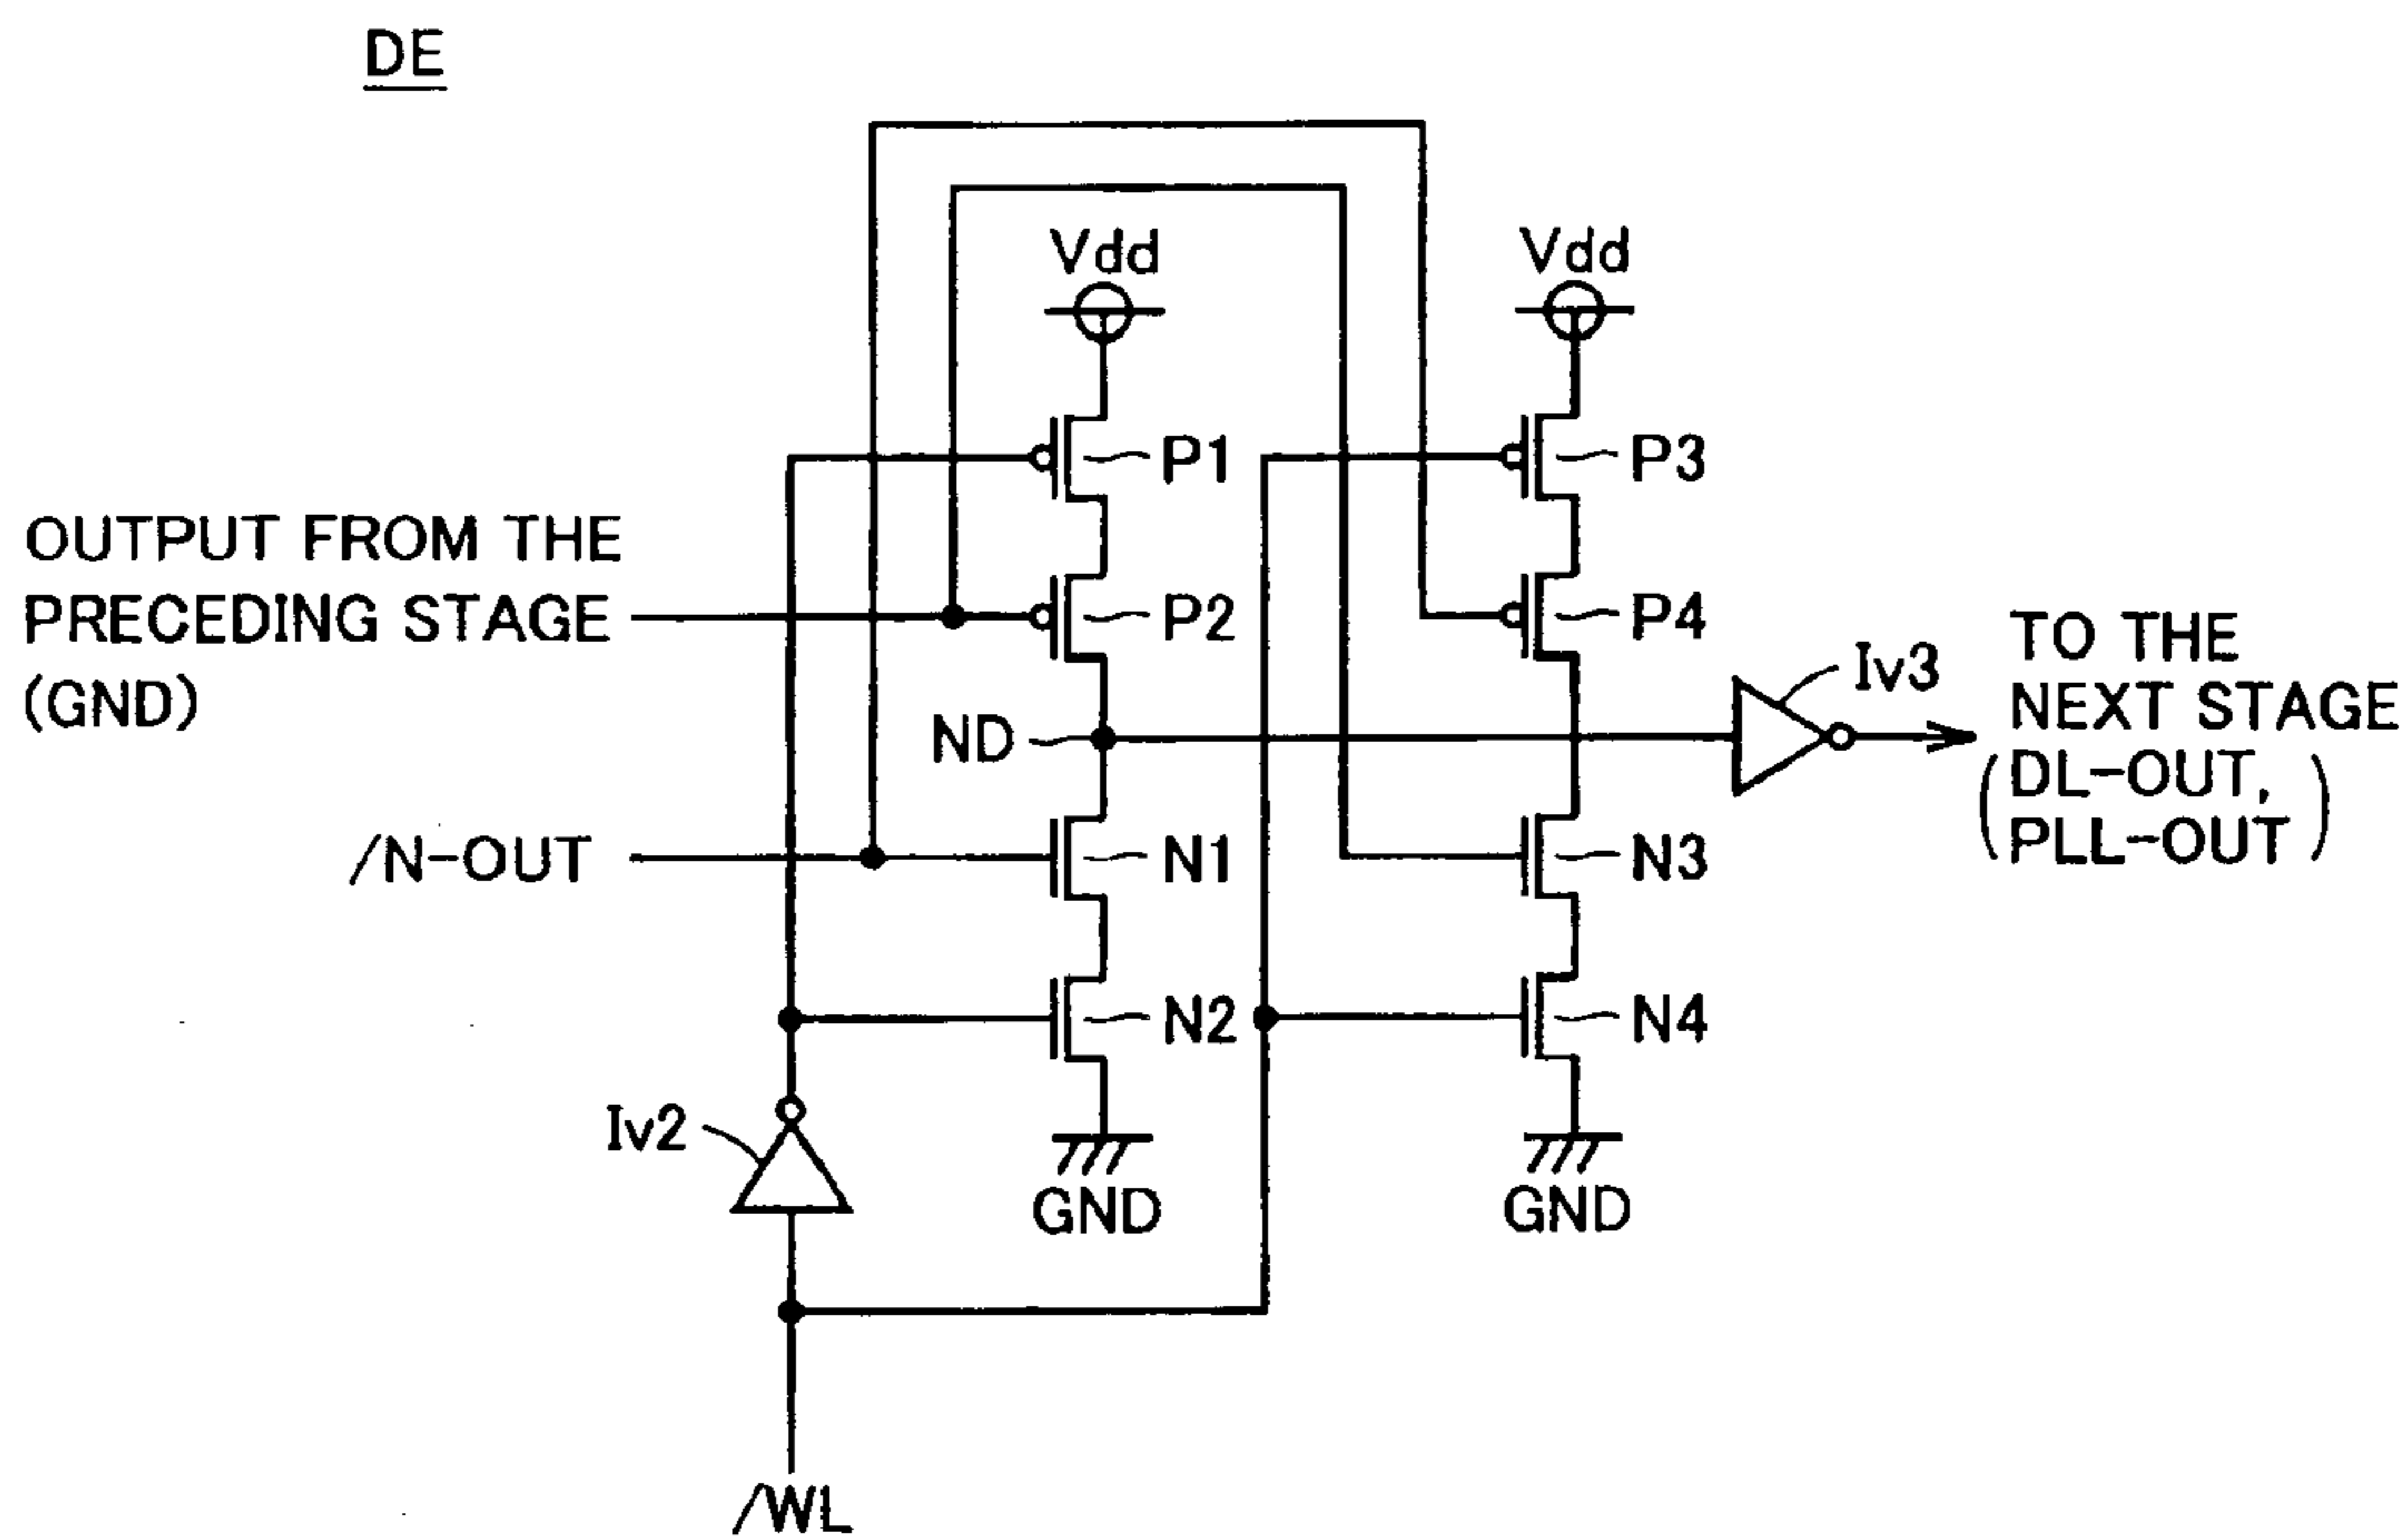 DE
Vdd
Vdd
P1
P3
OUTPUT FROM THE
PRECEDING STAGE
(GND)
P2
P4
ND
Iv3
TO THE
NEXT STAGE
(DL-OUT,
PLL-OUT)
/N-OUT
N1
N3
N2
N4
Iv2
GND
GND
/WL